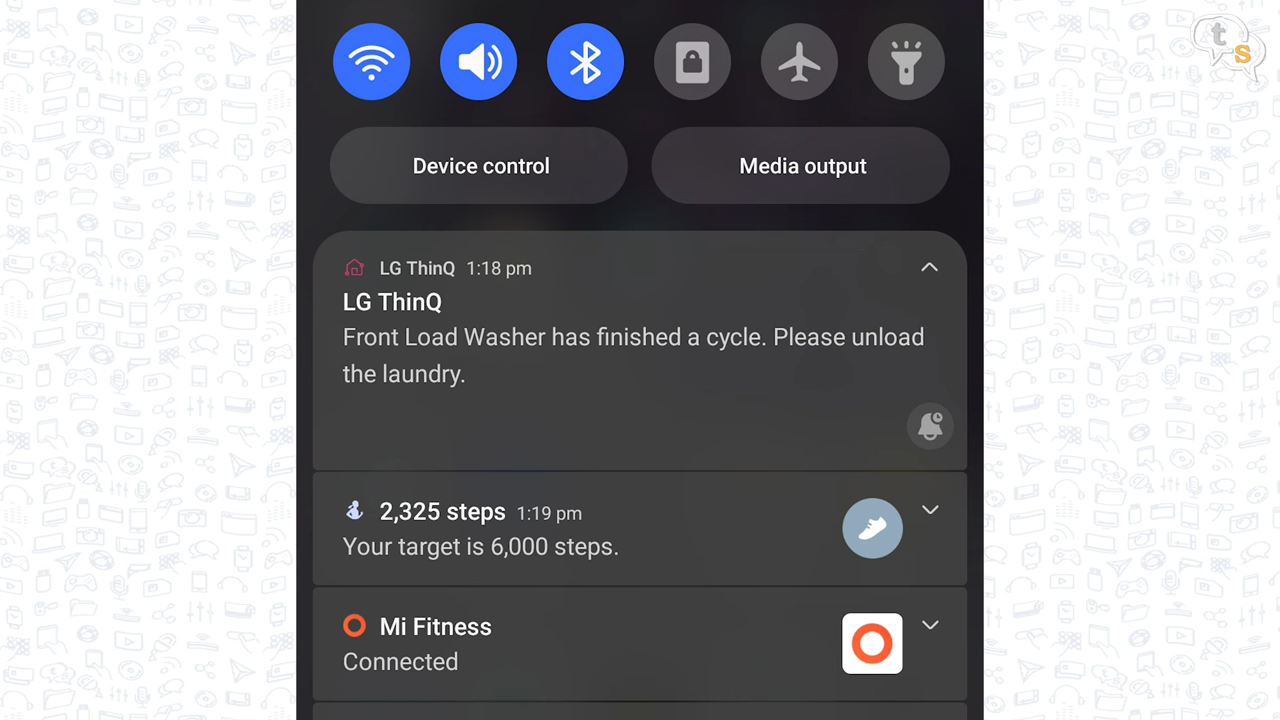 ts
Device control
Media output
LG ThinQ 1:18 pm
LG ThinQ
Front Load Washer has finished a cycle. Please unload
the laundry.
2,325 steps 1:19 pm
Your target is 6,000 steps.
Mi Fitness
Connected